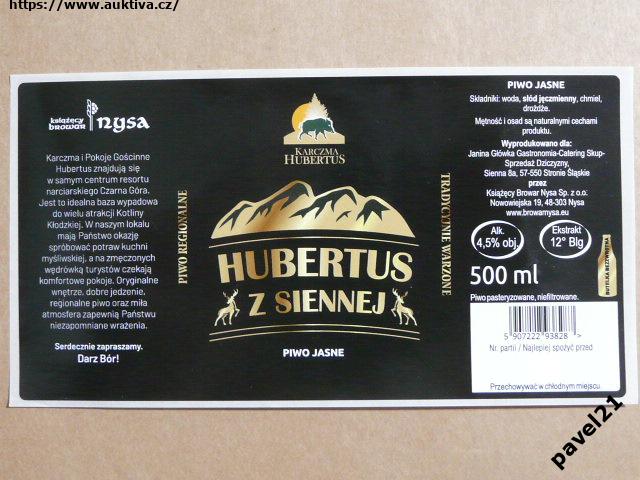 https://www.auktiva.cz/
książęcy
browar
nysa
Karczma i Pokoje Gościnne
Hubertus znajdują się
w samym centrum resortu
narciarskiego Czarna Góra.
Jest to idealna baza wypadowa
do wielu atrakcji Kotliny
Kłodzkiej. W naszym lokalu
mają Państwo okazję
spróbować potraw kuchni
myśliwskiej, a na zmęczonych
wędrówką turystów czekają
komfortowe pokoje. Oryginalne
wnętrze, dobre jedzenie,
regionalne piwo oraz miła
atmosfera zapewnią Państwu
niezapomniane wrażenia.
Serdecznie zapraszamy.
Darz Bór!
PIWO REGIONALNE
KARCZMA
HUBERTUS
HUBERTUS
Z SIENNEJ
PIWO JASNE
TRADYCYJNIE WARZONE
PIWO JASNE
Składniki: woda, słód jęczmienny, chmiel,
drożdże.
Mętność i osad są naturalnymi cechami
produktu.
Wyprodukowano dla:
Janina Główka Gastronomia-Catering Skup-
Sprzedaż Dziczyzny,
Sienna 8a, 57-550 Stronie Śląskie
przez
Książęcy Browar Nysa Sp. z o.o.
Nowowiejska 19, 48-303 Nysa
www.browarnysa.eu
Alk.
4,5% obj.
Ekstrakt
12° Blg
500 ml
BUTELKA BEZZWROTNA
Piwo pasteryzowane, niefiltrowane.
5 907222 93828 >
Nr. partii / Najlepiej spożyć przed
Przechowywać w chłodnym miejscu.
pavel21